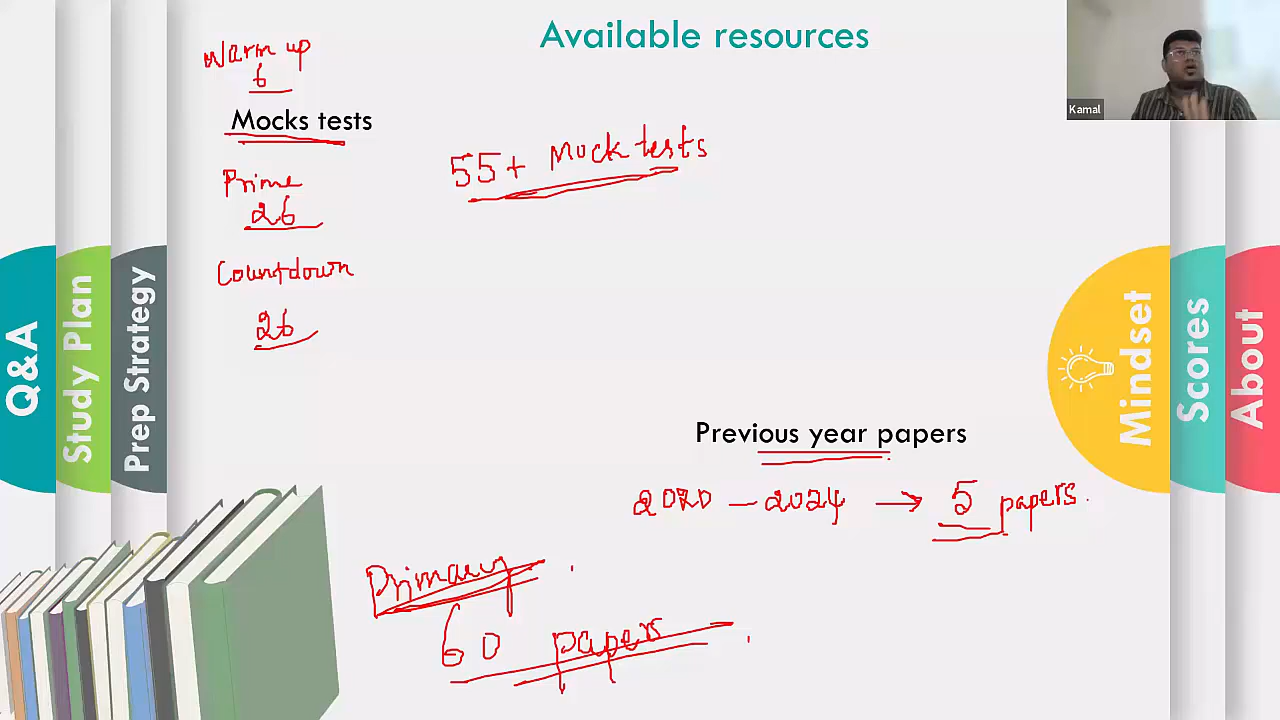 Available resources
Warm up
6
Mocks tests
Prime
26
Countdown
26
55+ Mock tests
Previous year papers
2020 — 2024 → 5 papers
Primary
60 papers
Q&A
Study Plan
Prep Strategy
Mindset
Scores
About
Kamal